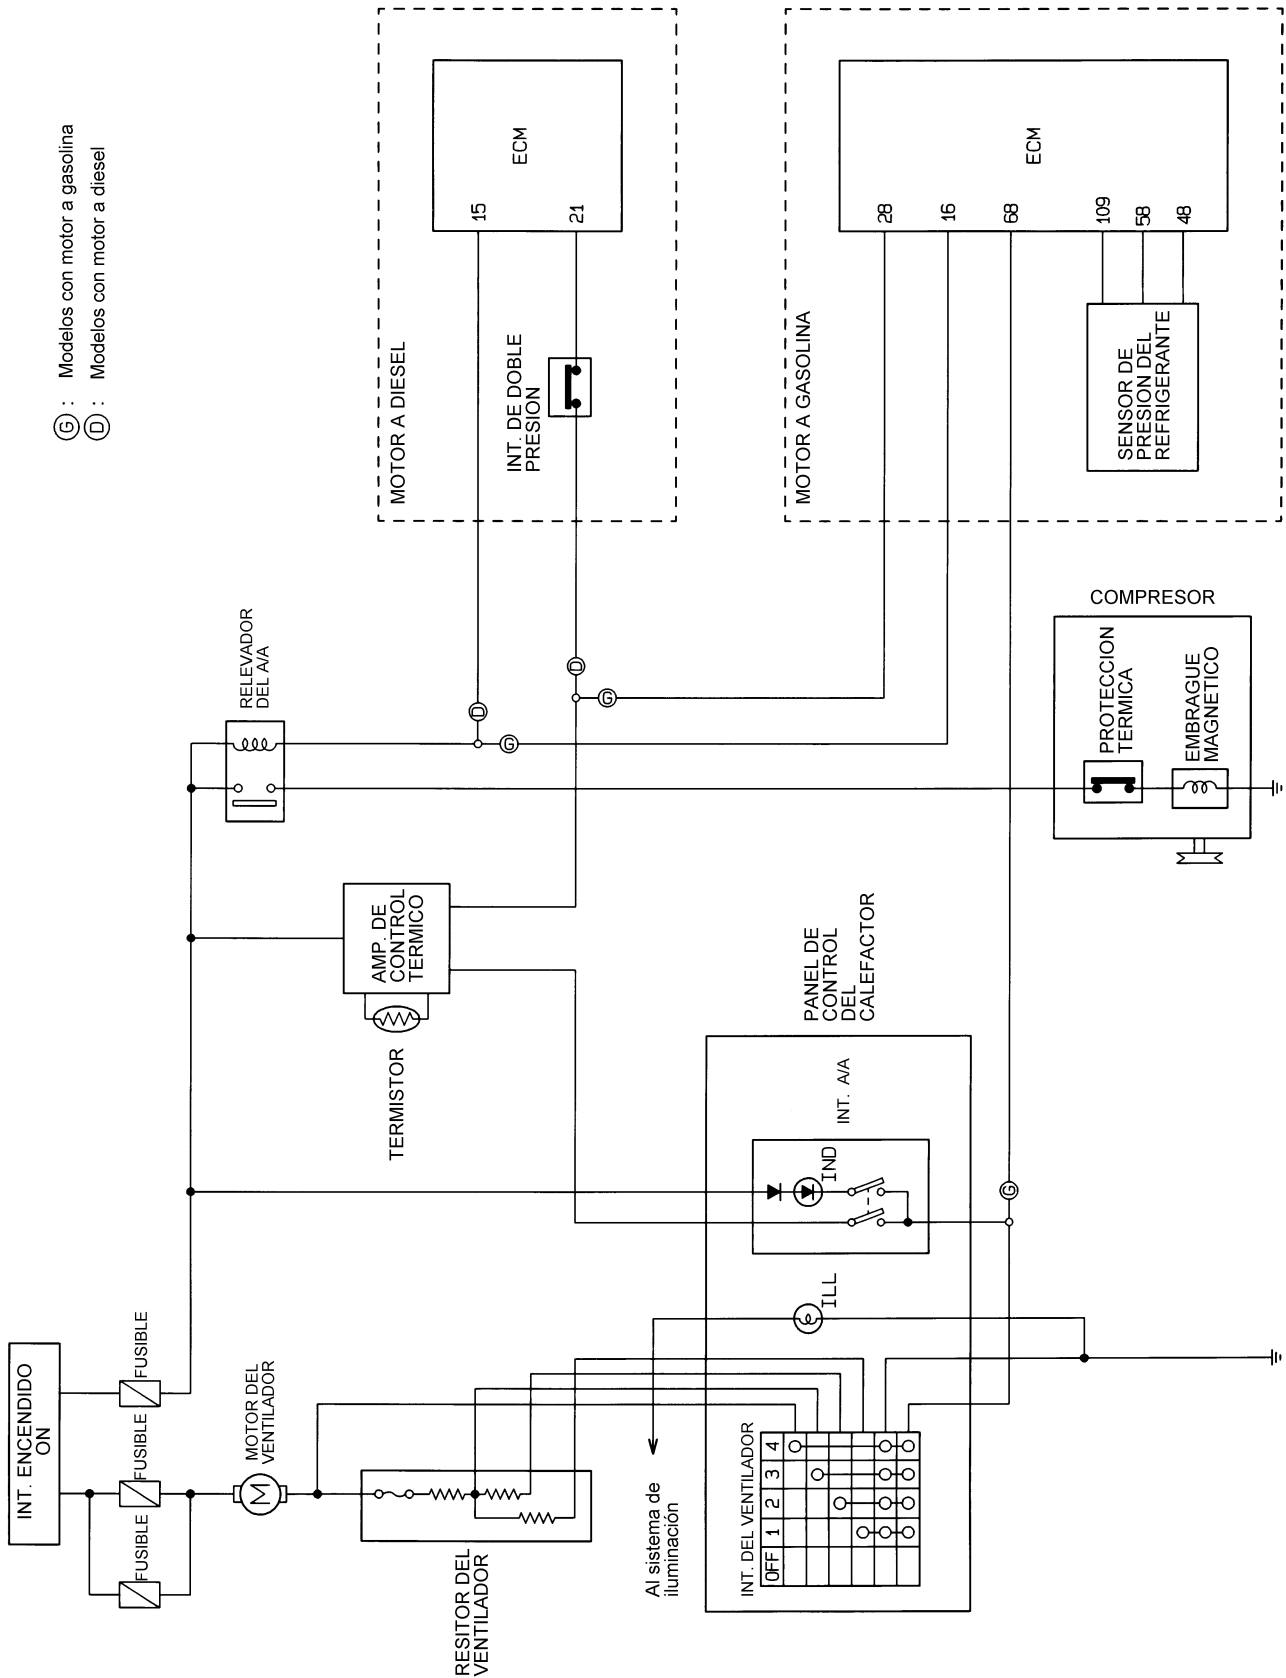 INT. ENCENDIDO
ON
FUSIBLE
FUSIBLE
FUSIBLE
MOTOR DEL
VENTILADOR
RESITOR DEL
VENTILADOR
Al sistema de
iluminación
INT. DEL VENTILADOR
OFF 1 2 3 4
ILL
IND
INT. A/A
PANEL DE
CONTROL
DEL
CALEFACTOR
TERMISTOR
AMP. DE
CONTROL
TERMICO
RELEVADOR
DEL A/A
COMPRESOR
PROTECCION
TERMICA
EMBRAGUE
MAGNETICO
M
D
G
D
G
G
G : Modelos con motor a gasolina
D : Modelos con motor a diesel
MOTOR A DIESEL
INT. DE DOBLE
PRESION
15
21
ECM
MOTOR A GASOLINA
SENSOR DE
PRESION DEL
REFRIGERANTE
28
16
68
109
58
48
ECM